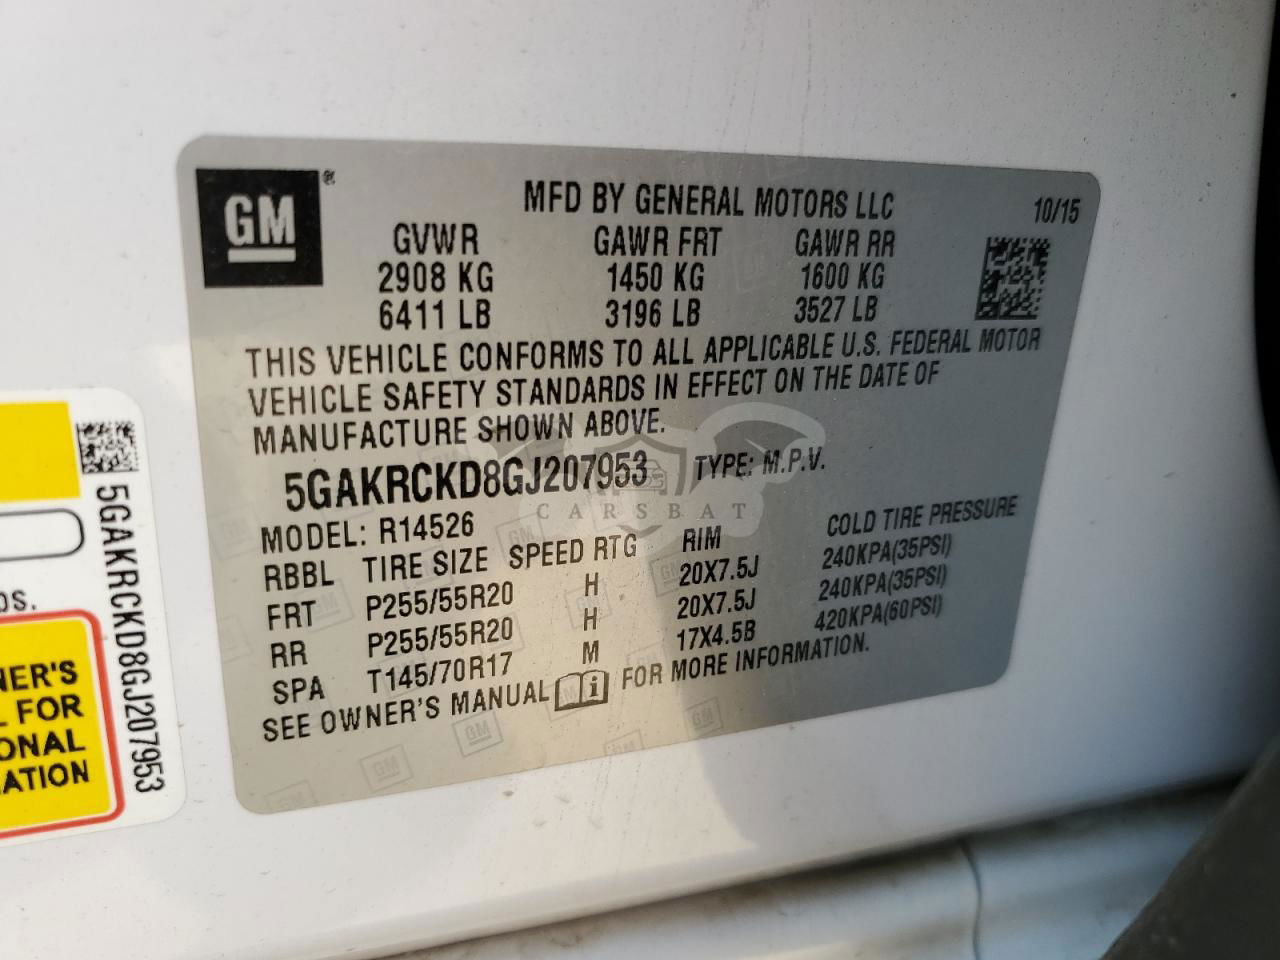 GM ®
MFD BY GENERAL MOTORS LLC
10/15
GVWR GAWR FRT GAWR RR
2908 KG 1450 KG 1600 KG
6411 LB 3196 LB 3527 LB
THIS VEHICLE CONFORMS TO ALL APPLICABLE U.S. FEDERAL MOTOR
VEHICLE SAFETY STANDARDS IN EFFECT ON THE DATE OF
MANUFACTURE SHOWN ABOVE.
5GAKRCKD8GJ207953 TYPE: M.P.V.
CARSBAT
MODEL: R14526
RBBL TIRE SIZE SPEED RTG RIM COLD TIRE PRESSURE
FRT P255/55R20 H 20X7.5J 240KPA(35PSI)
RR P255/55R20 H 20X7.5J 240KPA(35PSI)
SPA T145/70R17 M 17X4.5B 420KPA(60PSI)
SEE OWNER'S MANUAL i FOR MORE INFORMATION.
GM
GM
GM
5GAKRCKD8GJ207953
OS.
NER'S
L FOR
ONAL
ATION